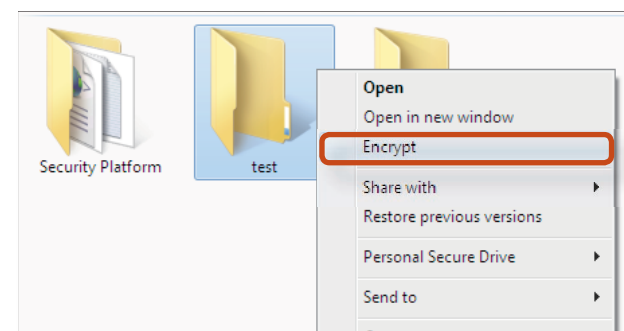 Security Platform
test
Open
Open in new window
Encrypt
Share with
Restore previous versions
Personal Secure Drive
Send to